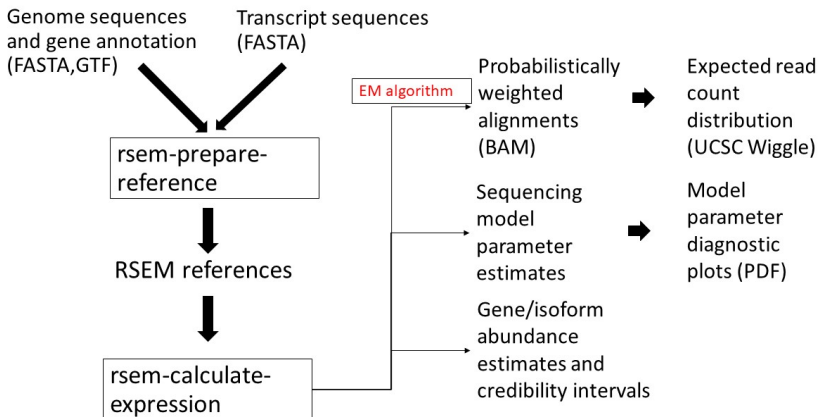 Genome sequences
and gene annotation
(FASTA,GTF)
Transcript sequences
(FASTA)
rsem-prepare-
reference
RSEM references
rsem-calculate-
expression
EM algorithm
Probabilistically
weighted
alignments
(BAM)
Expected read
count
distribution
(UCSC Wiggle)
Sequencing
model
parameter
estimates
Model
parameter
diagnostic
plots (PDF)
Gene/isoform
abundance
estimates and
credibility intervals